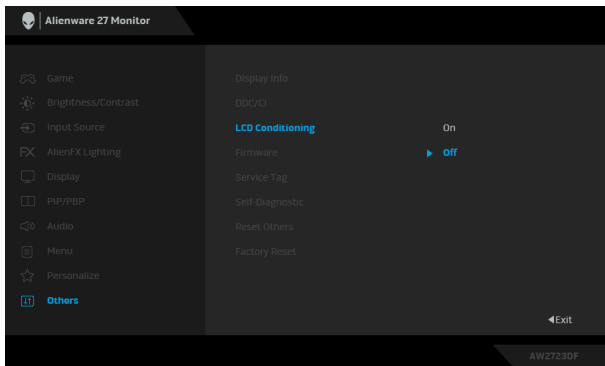 Alienware 27 Monitor
Game
Brightness/Contrast
Input Source
AlienFX Lighting
Display
PIP/PBP
Audio
Menu
Personalize
Others
Display Info
DDC/CI
LCD Conditioning On
Firmware Off
Service Tag
Self-Diagnostic
Reset Others
Factory Reset
Exit
AW2723DF